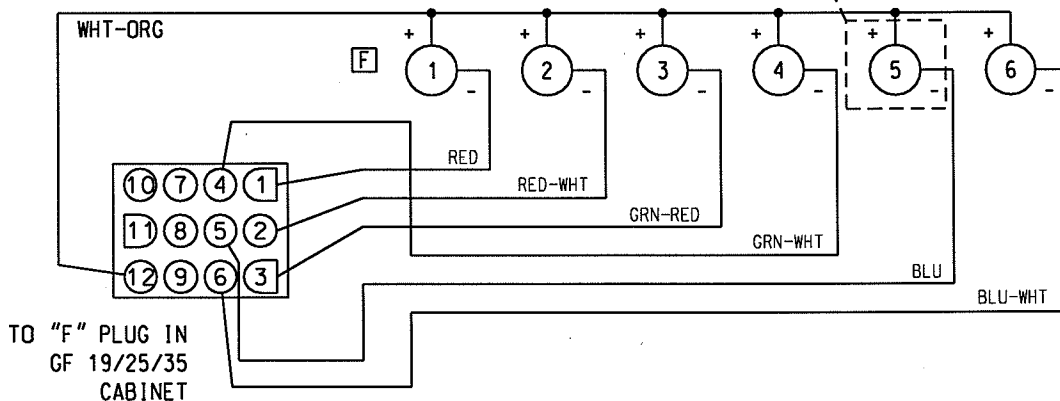 WHT-ORG
+ + + + + +
F
1 2 3 4 5 6
- - - - - -
RED
RED-WHT
GRN-RED
GRN-WHT
BLU
BLU-WHT
10 7 4 1
11 8 5 2
12 9 6 3
TO "F" PLUG IN
GF 19/25/35
CABINET